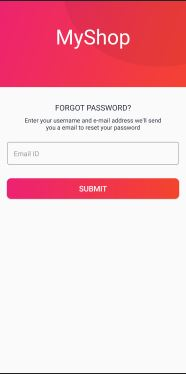 MyShop
FORGOT PASSWORD?
Enter your username and e-mail address we'll send
you a email to reset your password
Email ID
SUBMIT